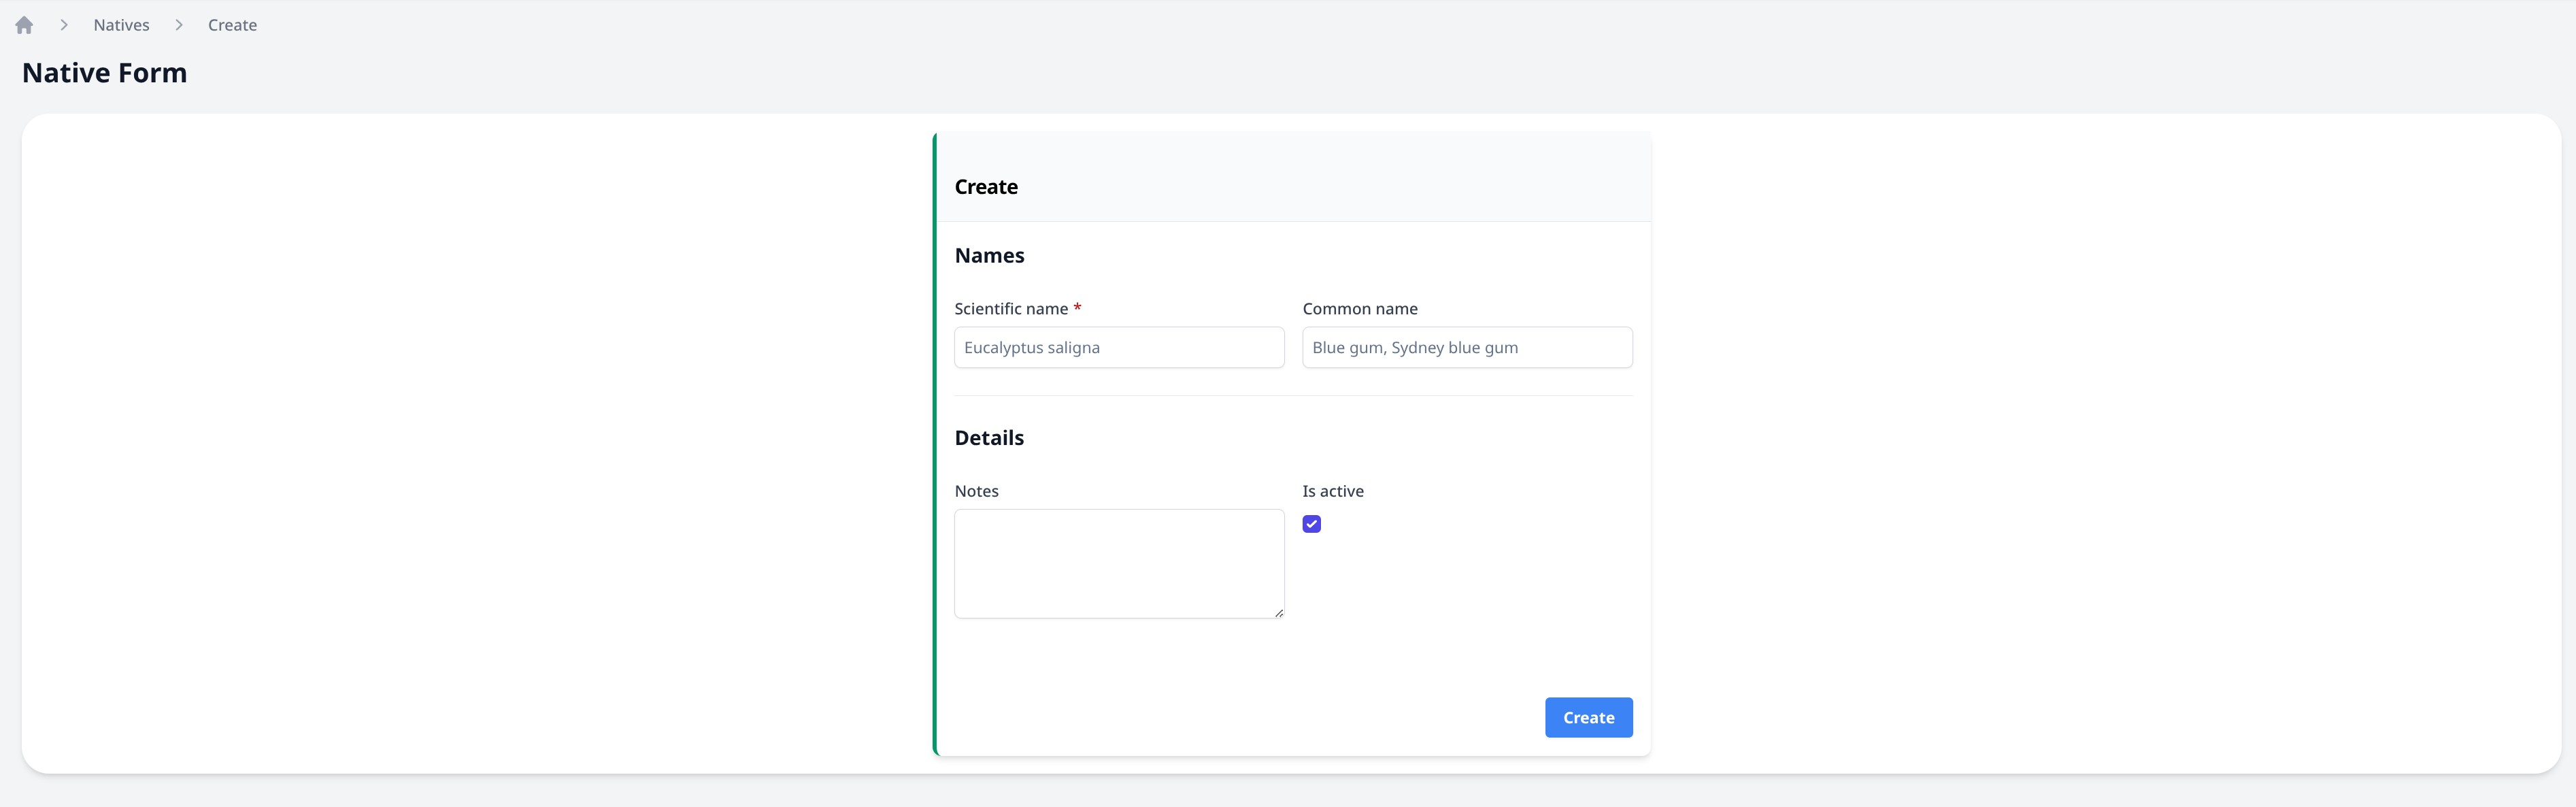 Natives Create
Native Form
Create
Names
Scientific name * Common name
Eucalyptus saligna Blue gum, Sydney blue gum
Details
Notes Is active
Create